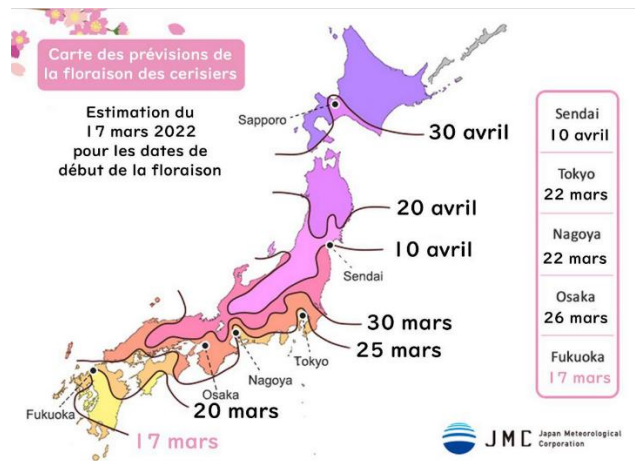 Carte des prévisions de
la floraison des cerisiers
Estimation du
17 mars 2022
pour les dates de
début de la floraison
Sapporo
30 avril
20 avril
10 avril
Sendai
30 mars
25 mars
Tokyo
Nagoya
Osaka
20 mars
Fukuoka
17 mars
Sendai
10 avril
Tokyo
22 mars
Nagoya
22 mars
Osaka
26 mars
Fukuoka
17 mars
JMC Japan Meteorological
Corporation